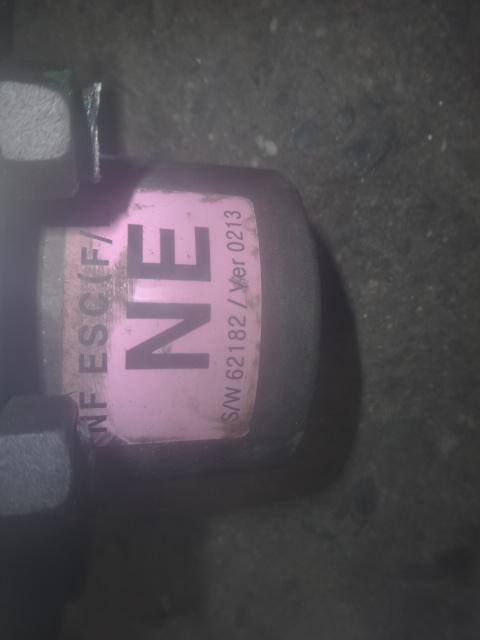 NF ESC(F/
NE
S/W 62182 / Ver 0213